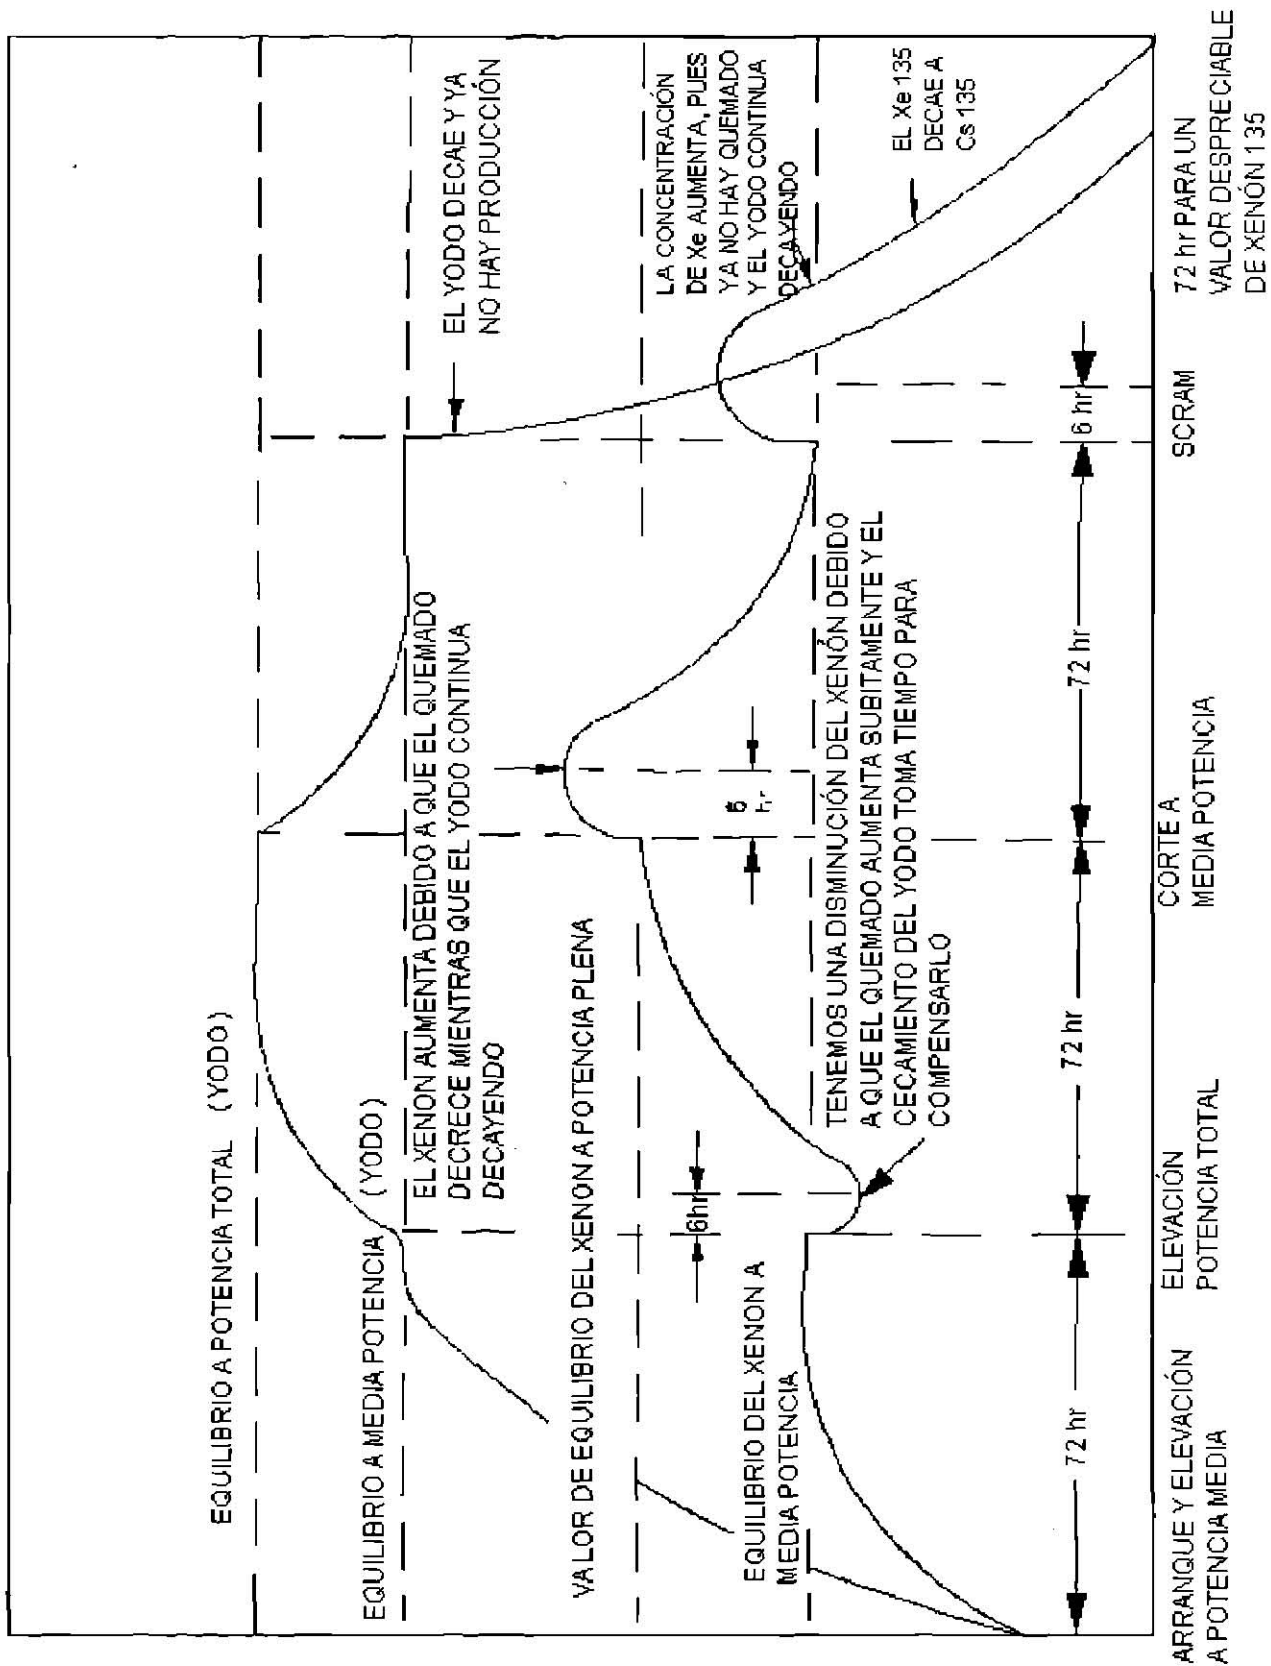 EQUILIBRIO A POTENCIA TOTAL (YODO)
EQUILIBRIO A MEDIA POTENCIA (YODO)
EL YODO DECAE Y YA
NO HAY PRODUCCIÓN
EL XENON AUMENTA DEBIDO A QUE EL QUEMADO
DECRECE MIENTRAS QUE EL YODO CONTINUA
DECAYENDO
VALOR DE EQUILIBRIO DEL XENON A POTENCIA PLENA
LA CONCENTRACIÓN
DE Xe AUMENTA, PUES
YA NO HAY QUEMADO
Y EL YODO CONTINUA
DECAYENDO
6hr
6
hr
EQUILIBRIO DEL XENON A
MEDIA POTENCIA
TENEMOS UNA DISMINUCIÓN DEL XENÓN DEBIDO
A QUE EL QUEMADO AUMENTA SUBITAMENTE Y EL
CECAMIENTO DEL YODO TOMA TIEMPO PARA
COMPENSARLO
EL Xe 135
DECAE A
Cs 135
72 hr
72 hr
72 hr
6 hr
ARRANQUE Y ELEVACIÓN
A POTENCIA MEDIA
ELEVACIÓN
POTENCIA TOTAL
CORTE A
MEDIA POTENCIA
SCRAM
72 hr PARA UN
VALOR DESPRECIABLE
DE XENÓN 135